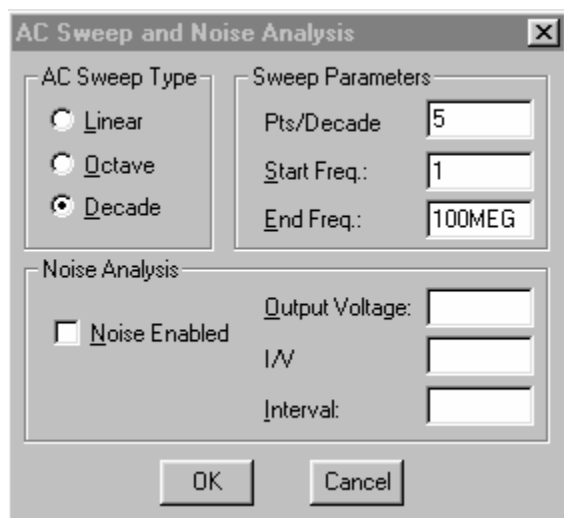 AC Sweep and Noise Analysis
AC Sweep Type
Linear
Octave
Decade
Sweep Parameters
Pts/Decade 5
Start Freq.: 1
End Freq.: 100MEG
Noise Analysis
Noise Enabled
Output Voltage:
I/V
Interval:
OK Cancel